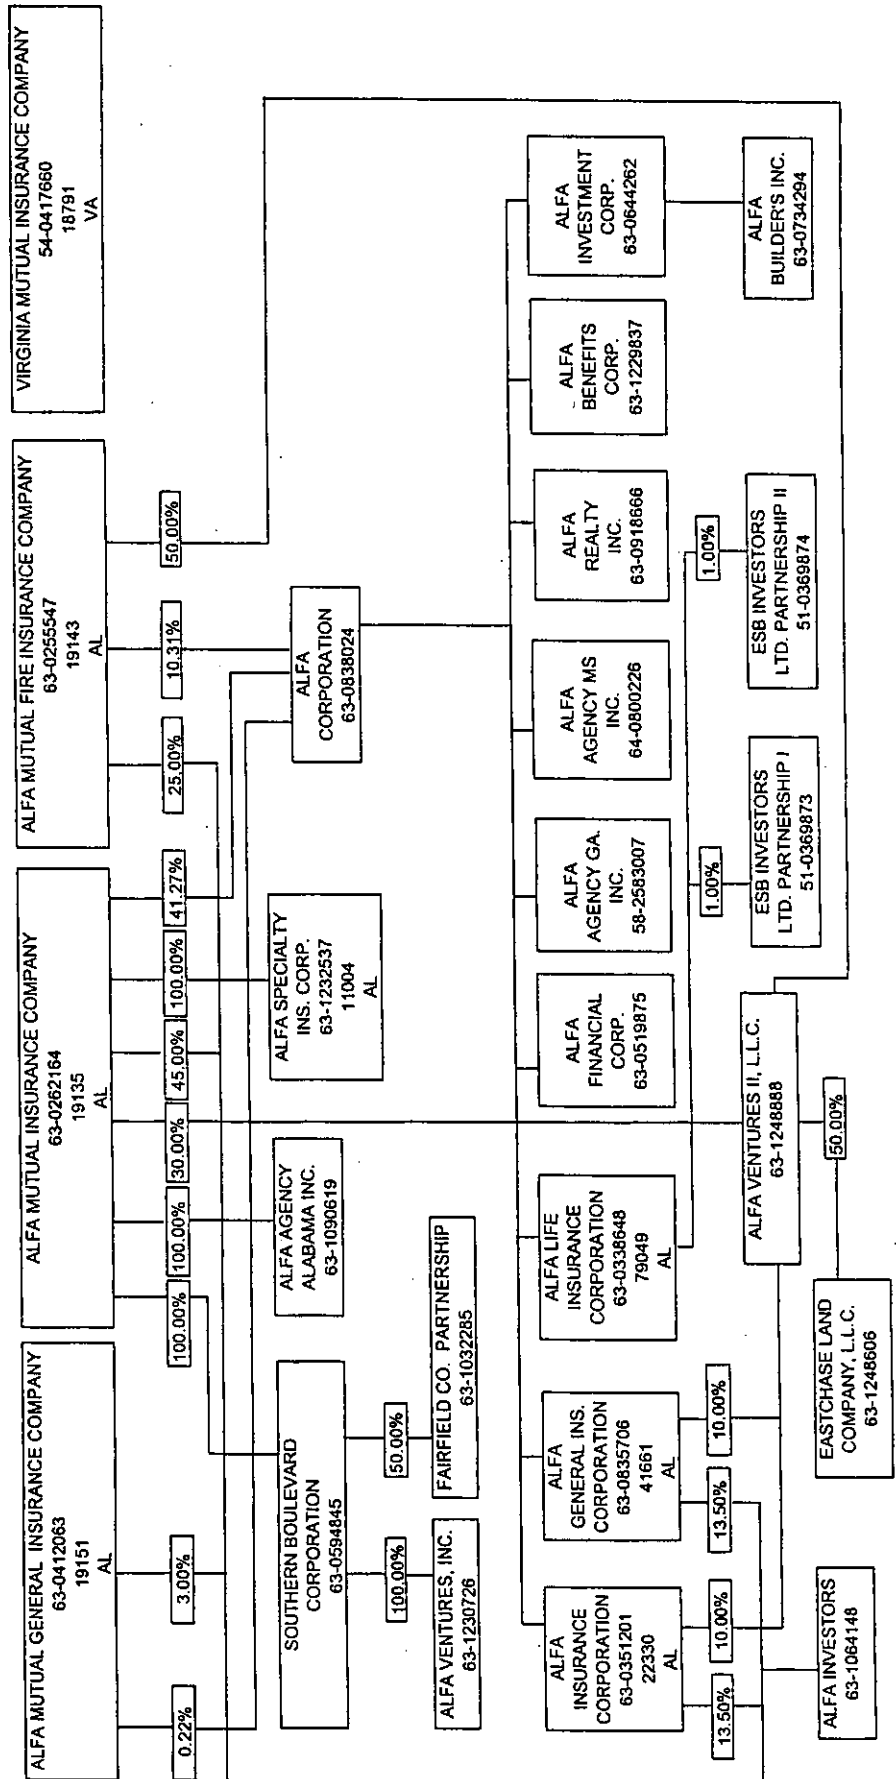 ALFA MUTUAL GENERAL INSURANCE COMPANY
63-0412063
19151
AL
ALFA MUTUAL INSURANCE COMPANY
63-0262164
19135
AL
ALFA MUTUAL FIRE INSURANCE COMPANY
63-0255547
19143
AL
VIRGINIA MUTUAL INSURANCE COMPANY
54-0417660
18791
VA
0.22%
3.00%
100.00%
100.00%
30.00%
45.00%
100.00%
41.27%
25.00%
10.31%
50.00%
SOUTHERN BOULEVARD
CORPORATION
63-0594845
ALFA AGENCY
ALABAMA INC.
63-1090619
ALFA SPECIALTY
INS. CORP.
63-1232537
11004
AL
ALFA
CORPORATION
63-0838024
100.00%
50.00%
ALFA VENTURES, INC.
63-1230726
FAIRFIELD CO. PARTNERSHIP
63-1032285
ALFA
INSURANCE
CORPORATION
63-0351201
22330
AL
ALFA
GENERAL INS.
CORPORATION
63-0835706
41661
AL
ALFA LIFE
INSURANCE
CORPORATION
63-0338648
79049
AL
ALFA
FINANCIAL
CORP.
63-0519875
ALFA
AGENCY GA.
INC.
58-2583007
ALFA
AGENCY MS
INC.
64-0800226
ALFA
REALTY
INC.
63-0918666
ALFA
BENEFITS
CORP.
63-1229837
ALFA
INVESTMENT
CORP.
63-0644262
13.50%
10.00%
13.50%
10.00%
1.00%
1.00%
ALFA VENTURES II, L.L.C.
63-1248888
ESB INVESTORS
LTD. PARTNERSHIP I
51-0369873
ESB INVESTORS
LTD. PARTNERSHIP II
51-0369874
ALFA
BUILDER'S INC.
63-0734294
50.00%
ALFA INVESTORS
63-1064148
EASTCHASE LAND
COMPANY, L.L.C.
63-1248606